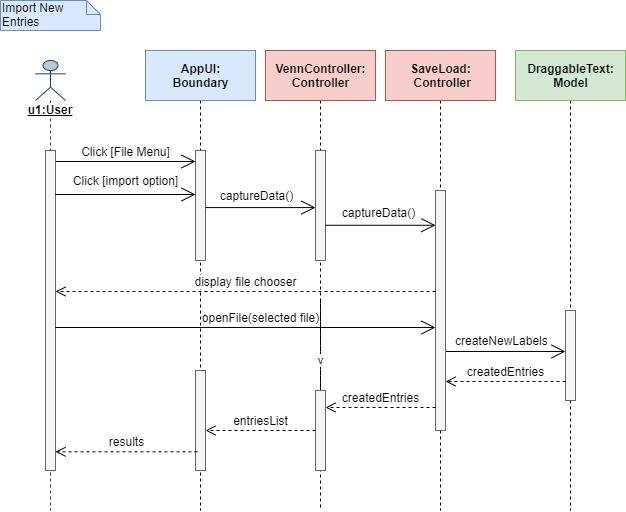 Import New
Entries
u1:User
AppUI:
Boundary
VennController:
Controller
SaveLoad:
Controller
DraggableText:
Model
Click [File Menu]
Click [import option]
captureData()
captureData()
display file chooser
openFile(selected file)
createNewLabels
v
createdEntries
createdEntries
entriesList
results